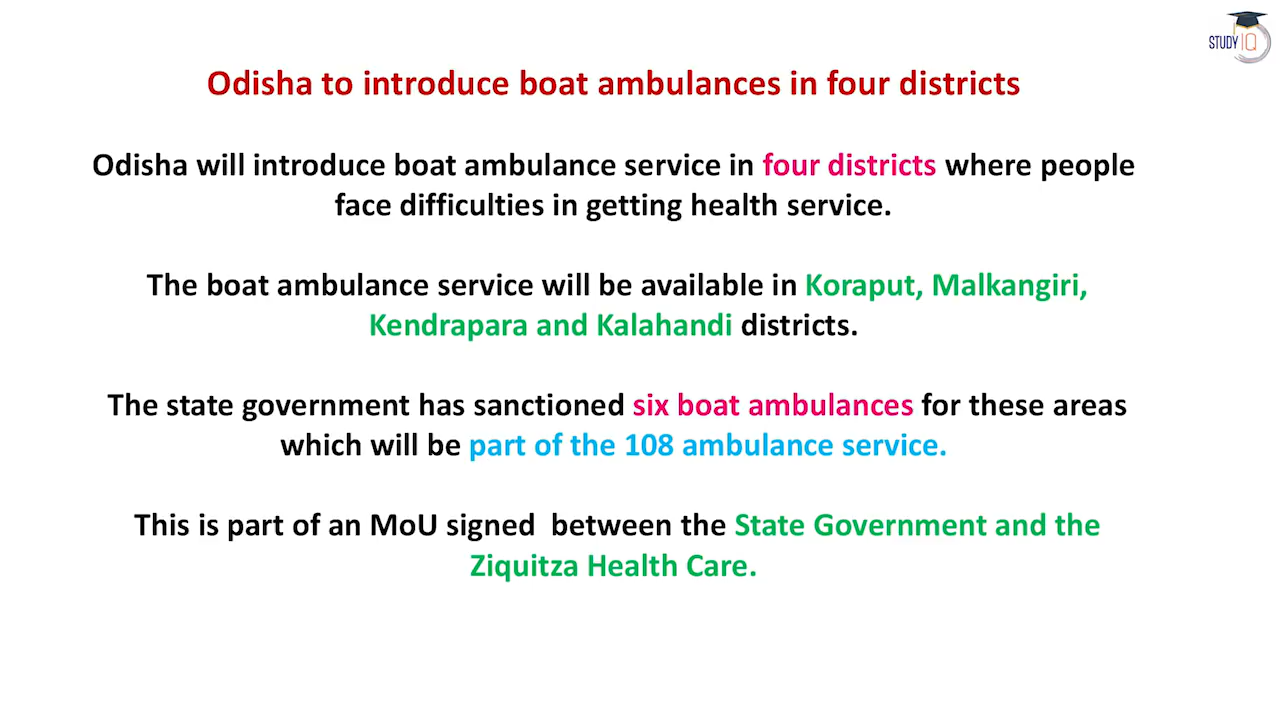 STUDY IQ
Odisha to introduce boat ambulances in four districts
Odisha will introduce boat ambulance service in four districts where people
face difficulties in getting health service.
The boat ambulance service will be available in Koraput, Malkangiri,
Kendrapara and Kalahandi districts.
The state government has sanctioned six boat ambulances for these areas
which will be part of the 108 ambulance service.
This is part of an MoU signed  between the State Government and the
Ziquitza Health Care.